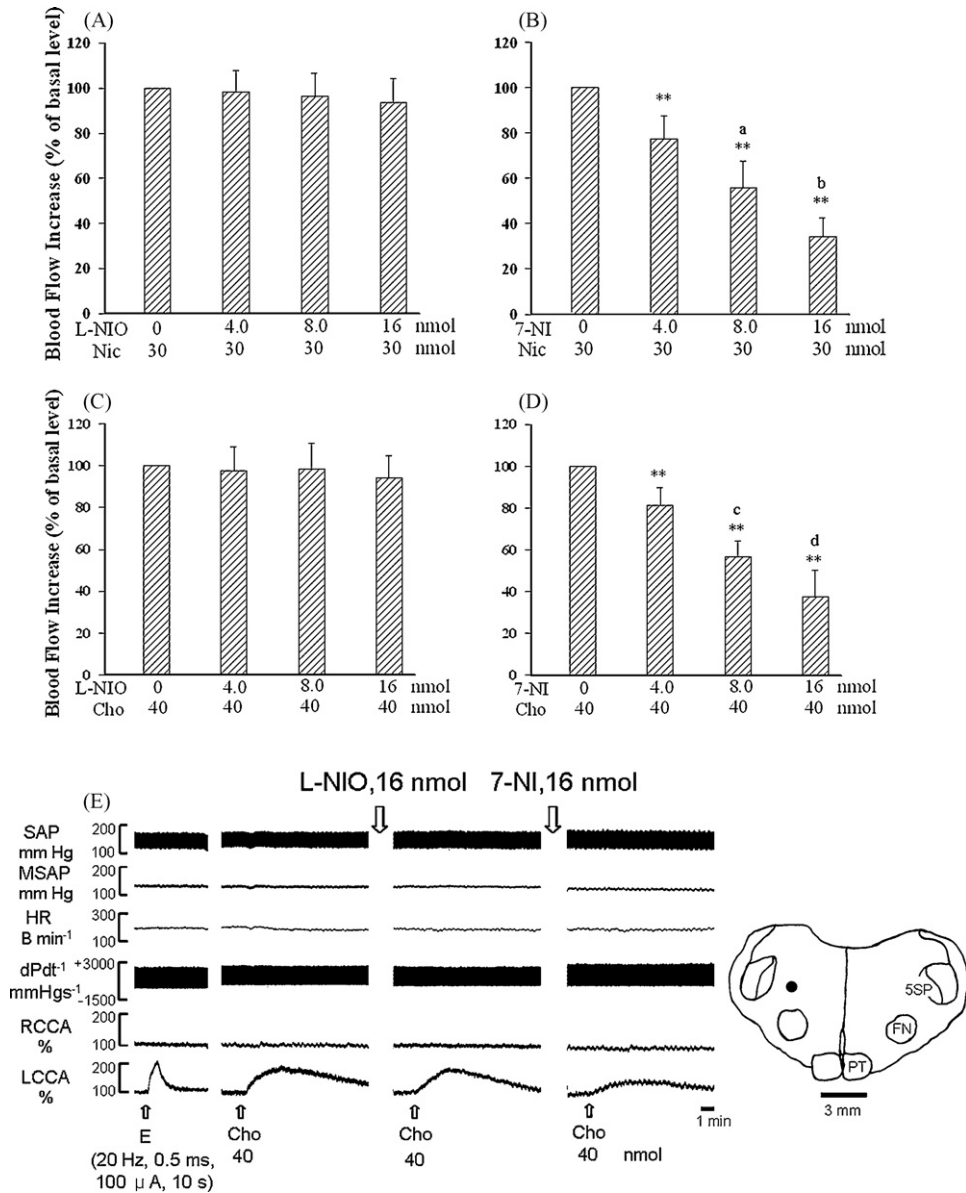 (A)
Blood Flow Increase (% of basal level)
120
100
80
60
40
20
0
L-NIO 0 4.0 8.0 16 nmol
Nic 30 30 30 30 nmol
(B)
120
100
80
60
40
20
0
**
a
**
b
**
7-NI 0 4.0 8.0 16 nmol
Nic 30 30 30 30 nmol
(C)
Blood Flow Increase (% of basal level)
120
100
80
60
40
20
0
L-NIO 0 4.0 8.0 16 nmol
Cho 40 40 40 40 nmol
(D)
120
100
80
60
40
20
0
**
c
**
d
**
7-NI 0 4.0 8.0 16 nmol
Cho 40 40 40 40 nmol
L-NIO,16 nmol 7-NI,16 nmol
(E)
SAP 200
mm Hg 100
MSAP 200
mm Hg 100
HR 300
B min⁻¹ 100
dPdt⁻¹ +3000
mmHgs⁻¹ -1500
RCCA 200
% 100
LCCA 200
% 100
E
(20 Hz, 0.5 ms,
100 μ A, 10 s)
Cho
40
Cho
40
Cho
40 nmol
1 min
5SP
FN
PT
3 mm